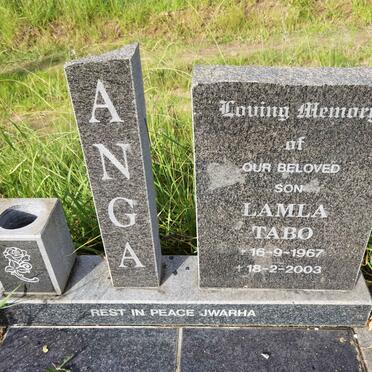 ANGA
Loving Memory
of
OUR BELOVED
SON
LAMLA
TABO
* 16-9-1967
+ 18-2-2003
REST IN PEACE JWARHA